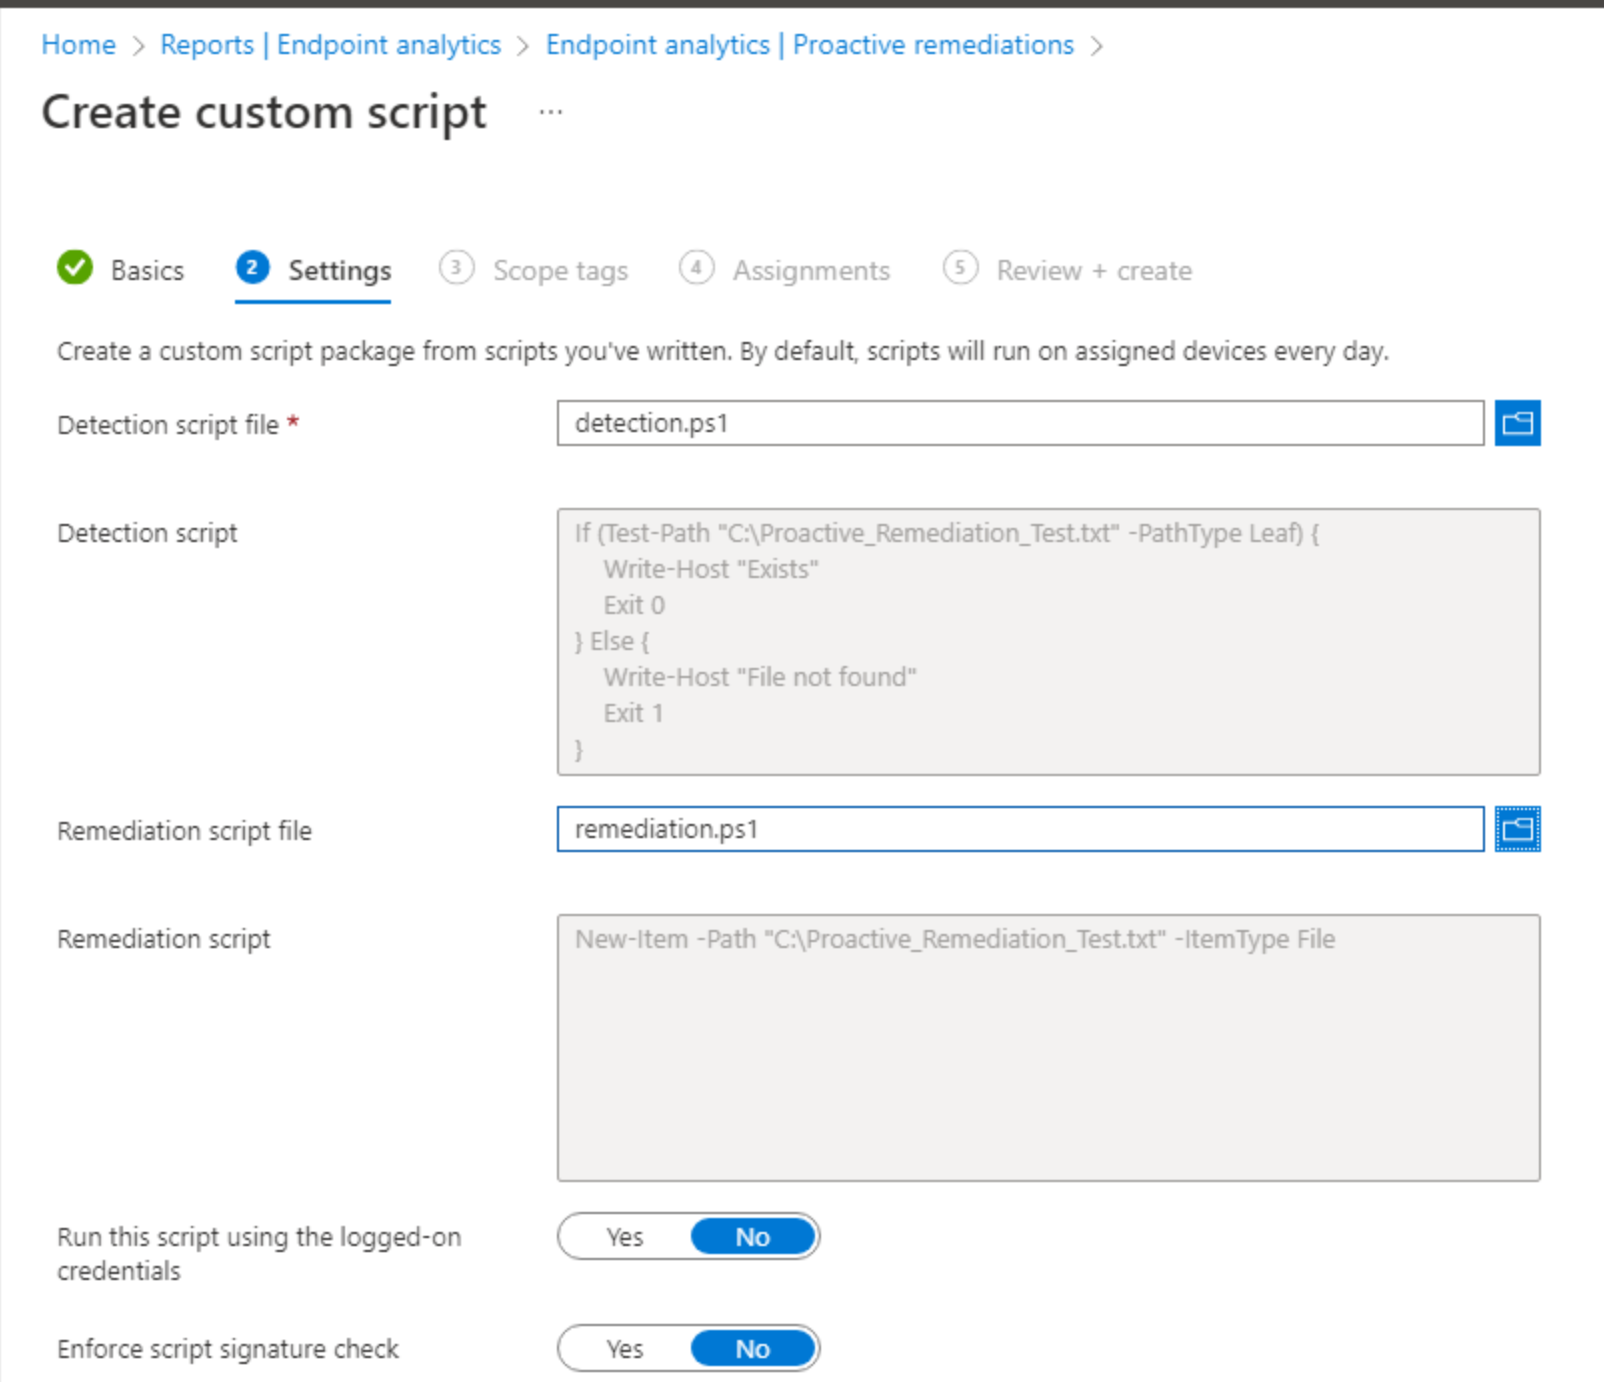 Home > Reports | Endpoint analytics > Endpoint analytics | Proactive remediations >
Create custom script ...
Basics 2 Settings 3 Scope tags 4 Assignments 5 Review + create
Create a custom script package from scripts you've written. By default, scripts will run on assigned devices every day.
Detection script file * detection.ps1
Detection script
If (Test-Path "C:\Proactive_Remediation_Test.txt" -PathType Leaf) {
Write-Host "Exists"
Exit 0
} Else {
Write-Host "File not found"
Exit 1
}
Remediation script file remediation.ps1
Remediation script
New-Item -Path "C:\Proactive_Remediation_Test.txt" -ItemType File
Run this script using the logged-on
credentials
Yes No
Enforce script signature check Yes No